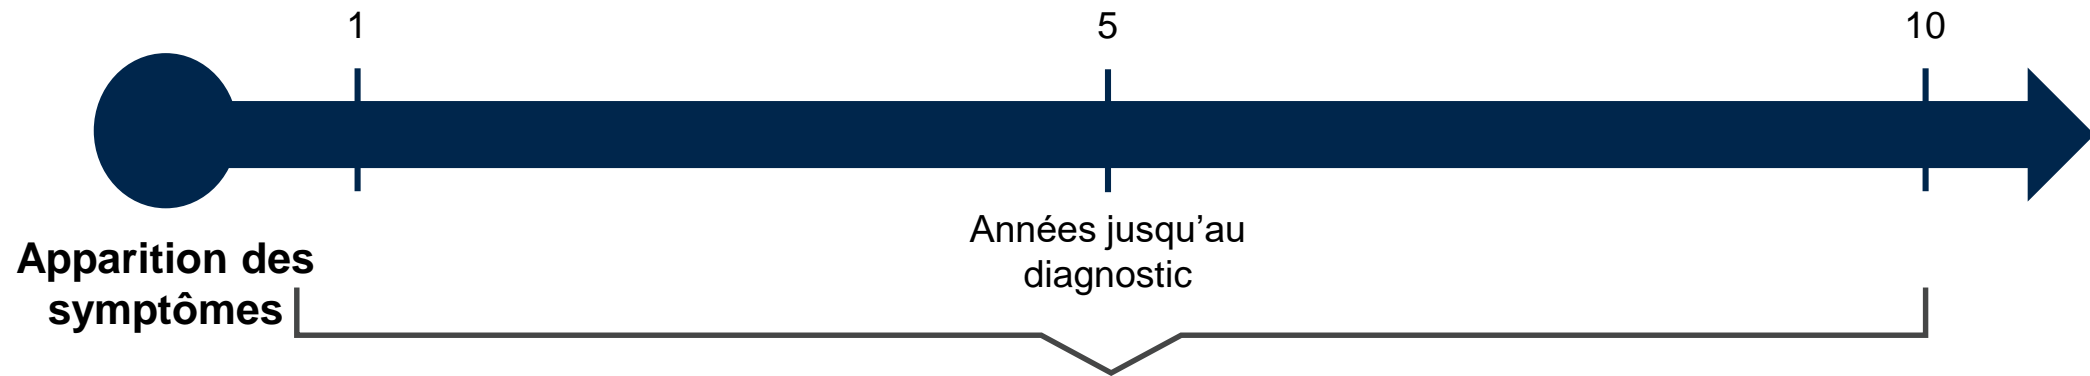 1
5
10
Années jusqu’au
diagnostic
Apparition des
symptômes